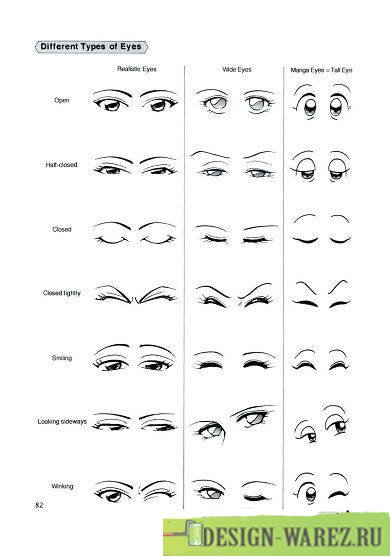 Different Types of Eyes
Realistic Eyes
Wide Eyes
Manga Eyes = Tall Eyn
Open
Half-closed
Closed
Closed tightly
Smiling
Looking sideways
Winking
82
DESIGN-WAREZ.RU